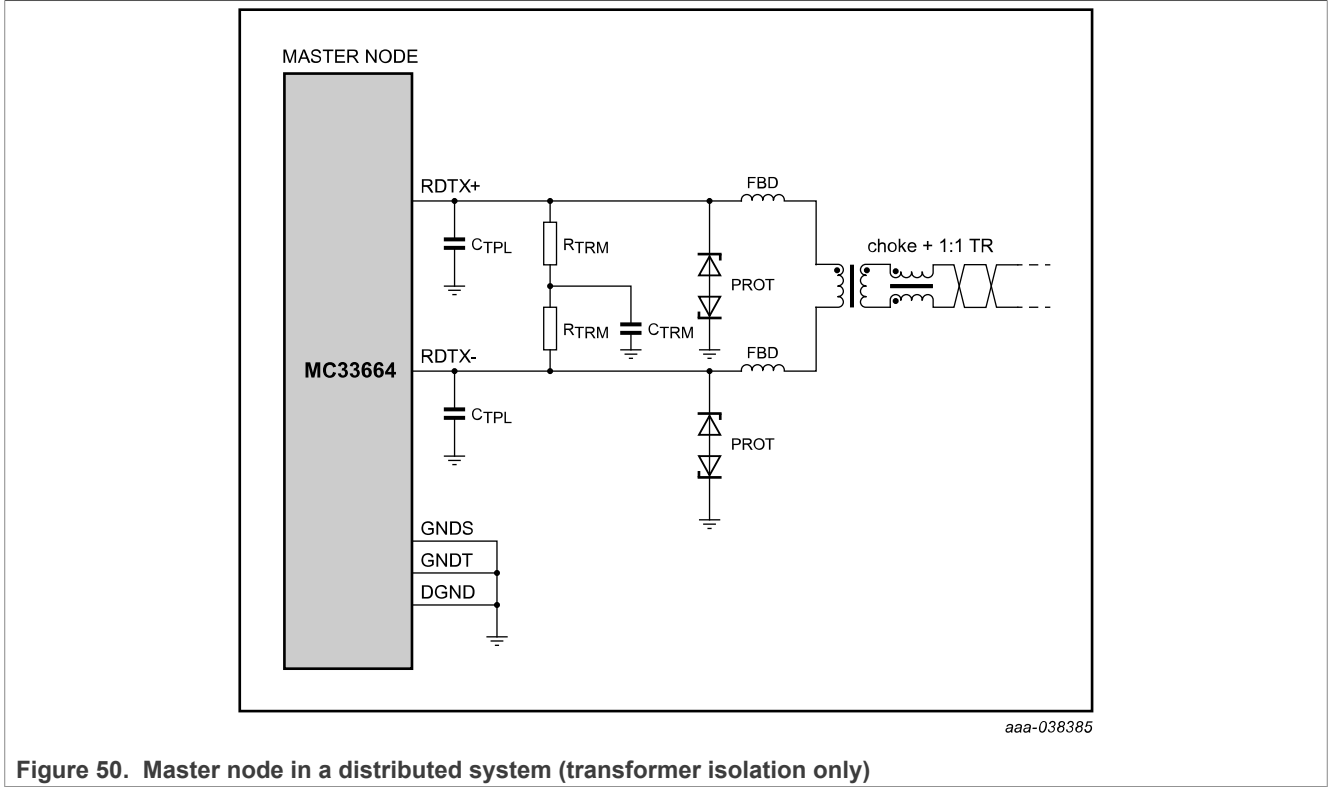 MASTER NODE
RDTX+
FBD
CTPL
RTRM
PROT
choke + 1:1 TR
RTRM
CTRM
RDTX-
FBD
MC33664
CTPL
PROT
GNDS
GNDT
DGND
aaa-038385
Figure 50. Master node in a distributed system (transformer isolation only)